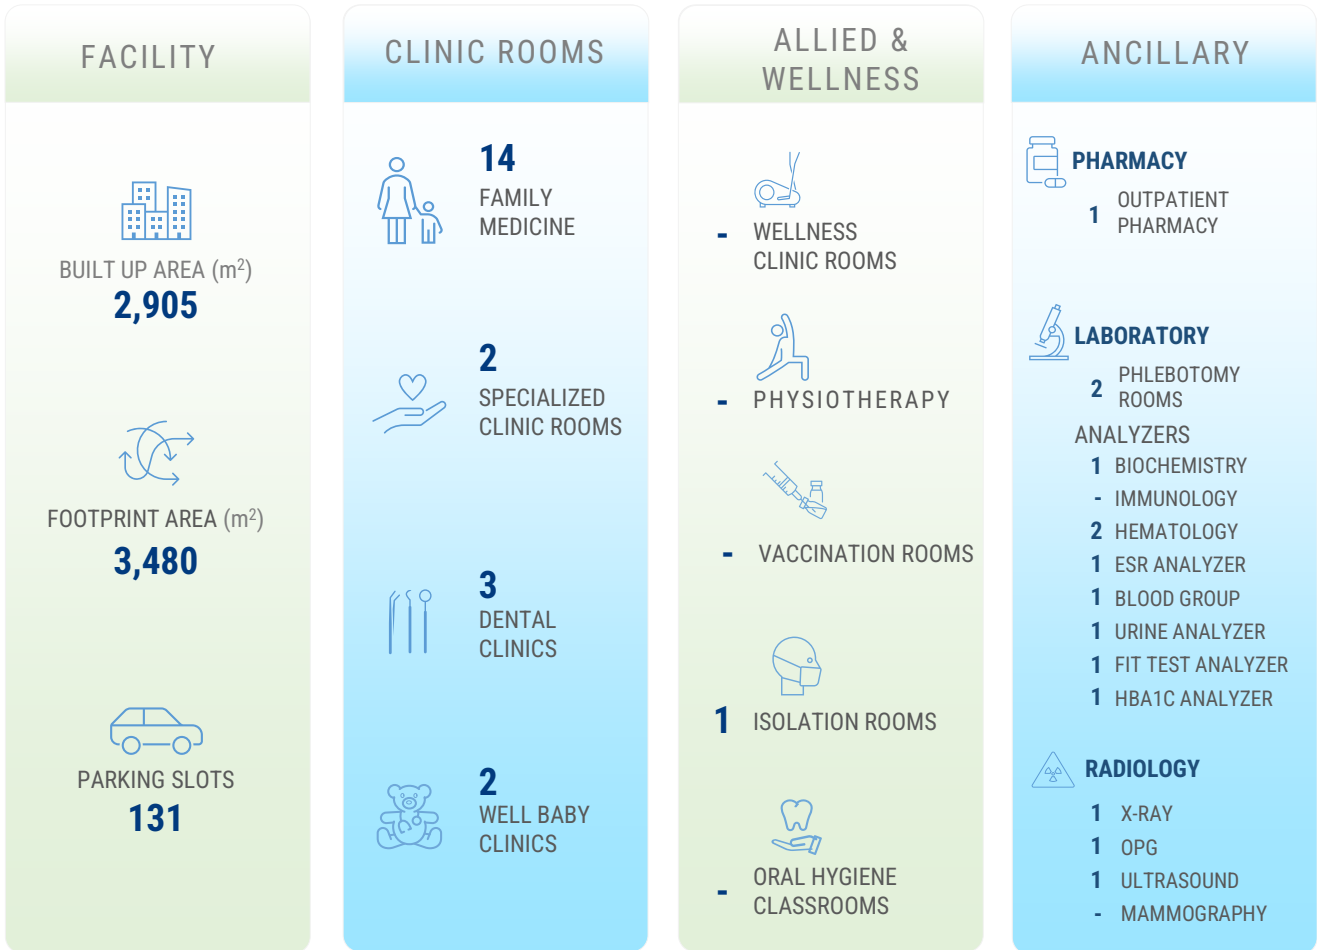 FACILITY
BUILT UP AREA (m²)
2,905
FOOTPRINT AREA (m²)
3,480
PARKING SLOTS
131
CLINIC ROOMS
14
FAMILY
MEDICINE
2
SPECIALIZED
CLINIC ROOMS
3
DENTAL
CLINICS
2
WELL BABY
CLINICS
ALLIED &
WELLNESS
- WELLNESS
CLINIC ROOMS
- PHYSIOTHERAPY
- VACCINATION ROOMS
1 ISOLATION ROOMS
- ORAL HYGIENE
CLASSROOMS
ANCILLARY
PHARMACY
1 OUTPATIENT
PHARMACY
LABORATORY
2 PHLEBOTOMY
ROOMS
ANALYZERS
1 BIOCHEMISTRY
- IMMUNOLOGY
2 HEMATOLOGY
1 ESR ANALYZER
1 BLOOD GROUP
1 URINE ANALYZER
1 FIT TEST ANALYZER
1 HBA1C ANALYZER
RADIOLOGY
1 X-RAY
1 OPG
1 ULTRASOUND
- MAMMOGRAPHY